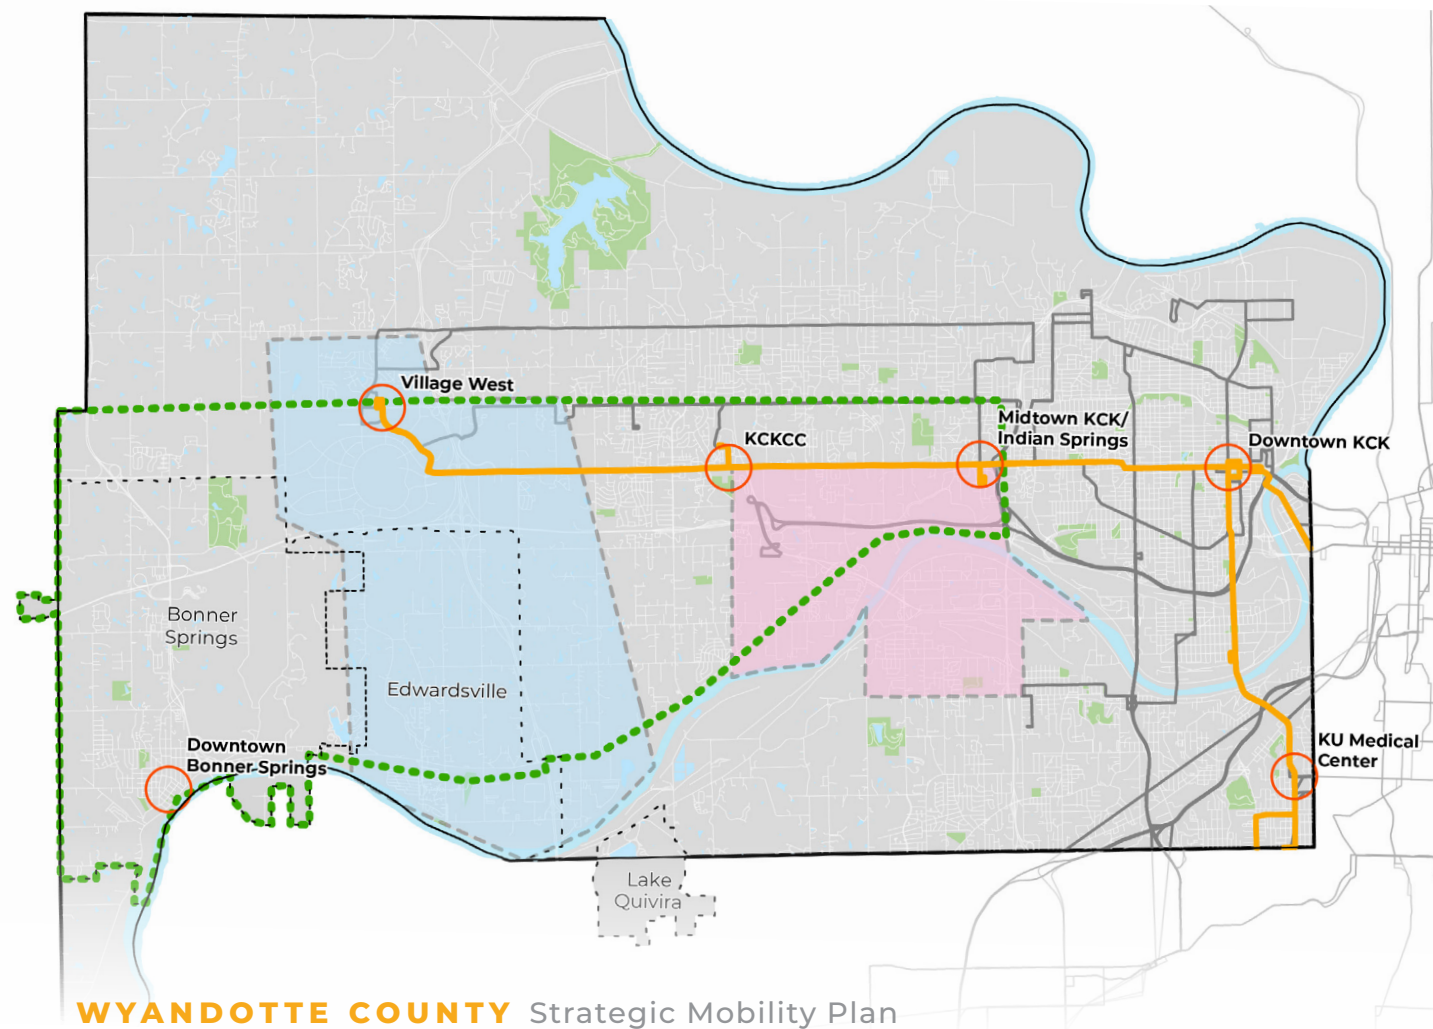 Village West
Midtown KCK/
Indian Springs
KCKCC
Downtown KCK
Bonner
Springs
Edwardsville
Downtown
Bonner Springs
KU Medical
Center
Lake
Quivira
WYANDOTTE COUNTY Strategic Mobility Plan